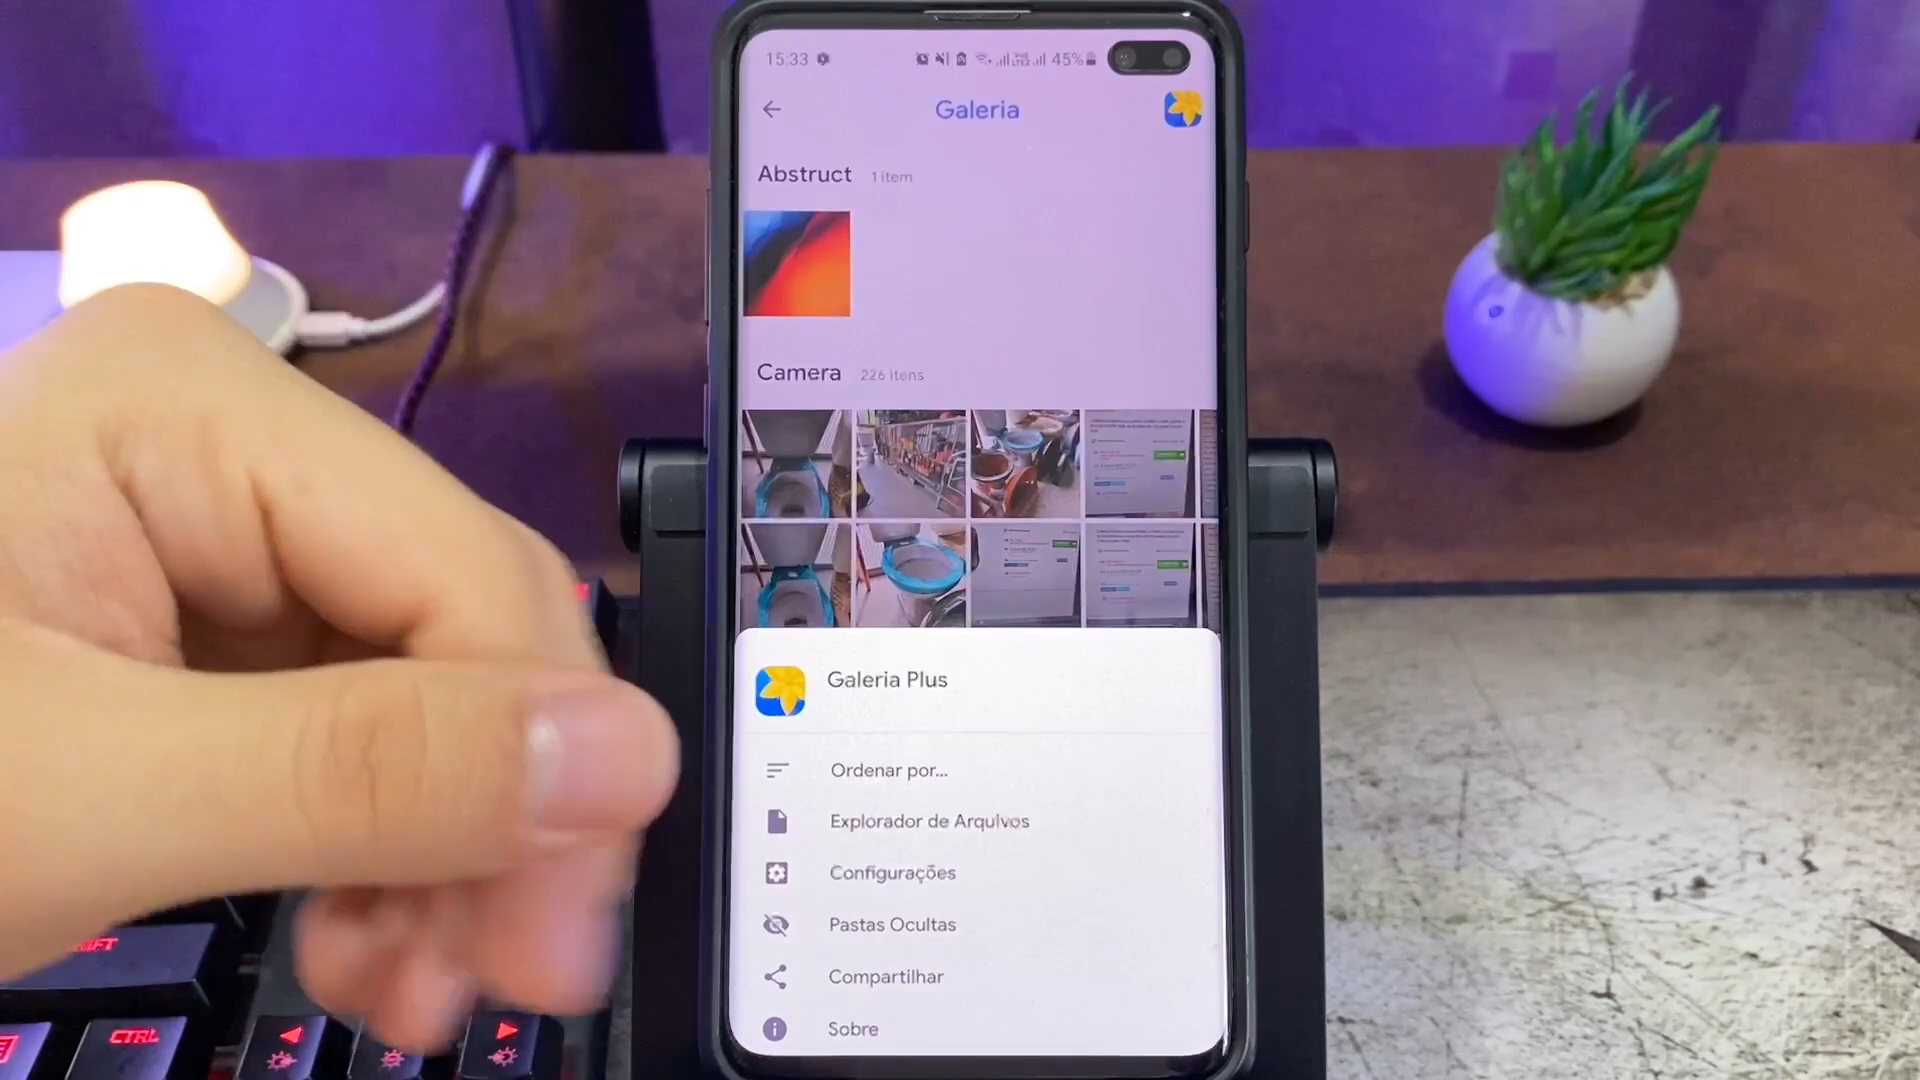 15:33
45%
Galeria
Abstruct 1 item
Camera 226 itens
Galeria Plus
Ordenar por...
Explorador de Arquivos
Configurações
Pastas Ocultas
Compartilhar
Sobre
CTRL